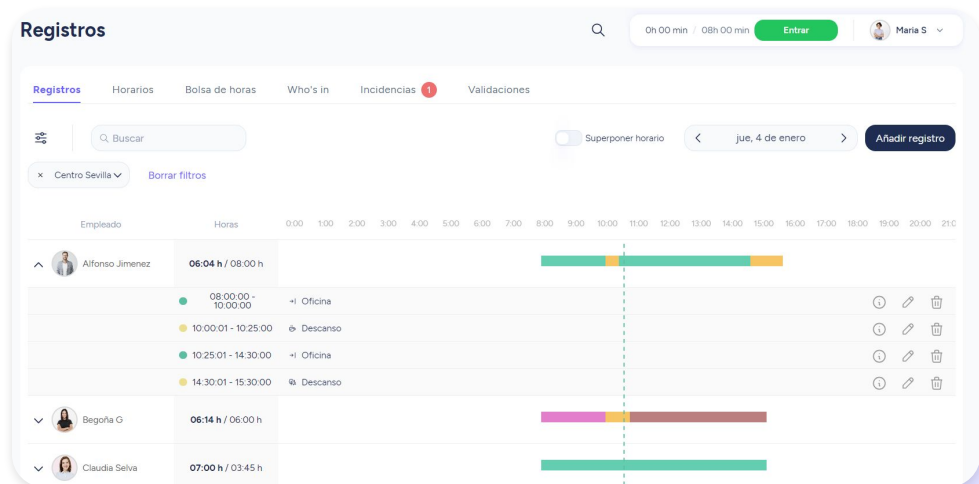 Registros
0h 00 min / 08h 00 min Entrar Maria S
Registros Horarios Bolsa de horas Who's in Incidencias 1 Validaciones
Buscar Superponer horario < jue, 4 de enero > Añadir registro
× Centro Sevilla Borrar filtros
Empleado Horas 0:00 1:00 2:00 3:00 4:00 5:00 6:00 7:00 8:00 9:00 10:00 11:00 12:00 13:00 14:00 15:00 16:00 17:00 18:00 19:00 20:00 21:0
Alfonso Jimenez 06:04 h / 08:00 h
08:00:00 -
10:00:00
Oficina
10:00:01 - 10:25:00 Descanso
10:25:01 - 14:30:00 Oficina
14:30:01 - 15:30:00 Descanso
Begoña G 06:14 h / 06:00 h
Claudia Selva 07:00 h / 03:45 h